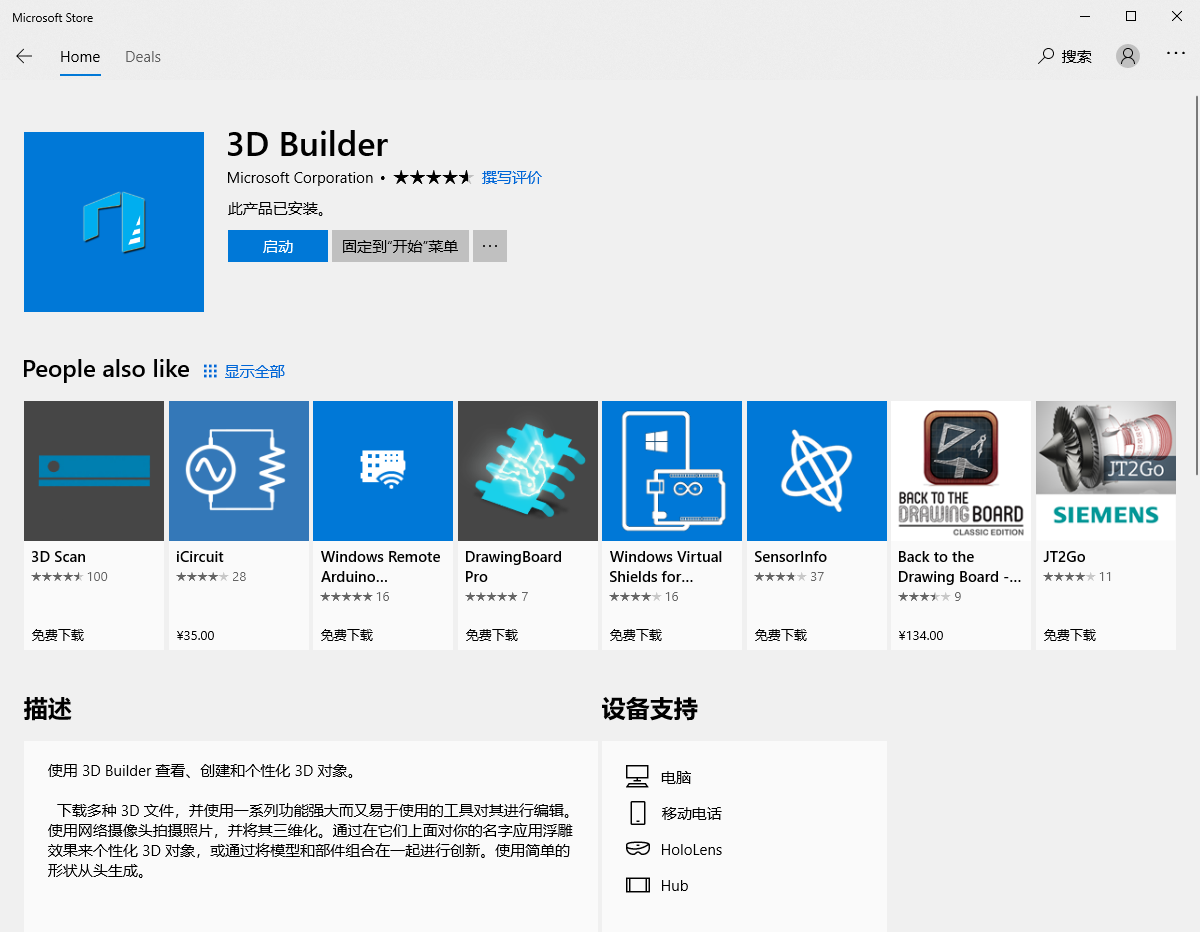 Microsoft Store
Home Deals 搜索
3D Builder
Microsoft Corporation • 撰写评价
此产品已安装。
启动 固定到“开始”菜单
People also like 显示全部
JT2Go
BACK TO THE
DRAWING BOARD
CLASSIC EDITION
SIEMENS
3D Scan
100
免费下载
iCircuit
28
¥35.00
Windows Remote
Arduino...
16
免费下载
DrawingBoard
Pro
7
免费下载
Windows Virtual
Shields for...
16
免费下载
SensorInfo
37
免费下载
Back to the
Drawing Board -...
9
¥134.00
JT2Go
11
免费下载
描述
使用 3D Builder 查看、创建和个性化 3D 对象。
下载多种 3D 文件，并使用一系列功能强大而又易于使用的工具对其进行编辑。
使用网络摄像头拍摄照片，并将其三维化。通过在它们上面对你的名字应用浮雕
效果来个性化 3D 对象，或通过将模型和部件组合在一起进行创新。使用简单的
形状从头生成。
设备支持
电脑
移动电话
HoloLens
Hub